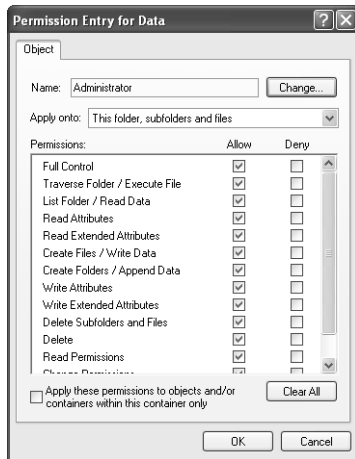 Permission Entry for Data
Object
Name: Administrator Change...
Apply onto: This folder, subfolders and files
Permissions: Allow Deny
Full Control
Traverse Folder / Execute File
List Folder / Read Data
Read Attributes
Read Extended Attributes
Create Files / Write Data
Create Folders / Append Data
Write Attributes
Write Extended Attributes
Delete Subfolders and Files
Delete
Read Permissions
Change Permissions
Apply these permissions to objects and/or Clear All
containers within this container only
OK Cancel